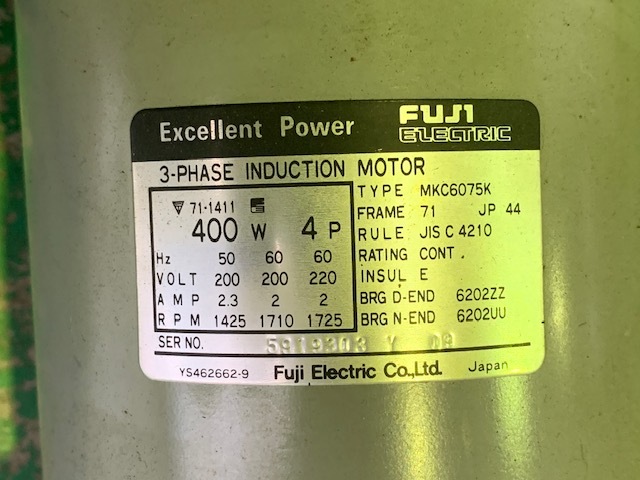 Excellent Power
FUJI ELECTRIC
3-PHASE INDUCTION MOTOR
71-1411
400 W 4 P
Hz 50 60 60
VOLT 200 200 220
AMP 2.3 2 2
RPM 1425 1710 1725
TYPE MKC6075K
FRAME 71 JP 44
RULE JIS C 4210
RATING CONT.
INSUL E
BRG D-END 6202ZZ
BRG N-END 6202UU
SER NO. 5919303 Y
YS462662-9 Fuji Electric Co.,Ltd. Japan